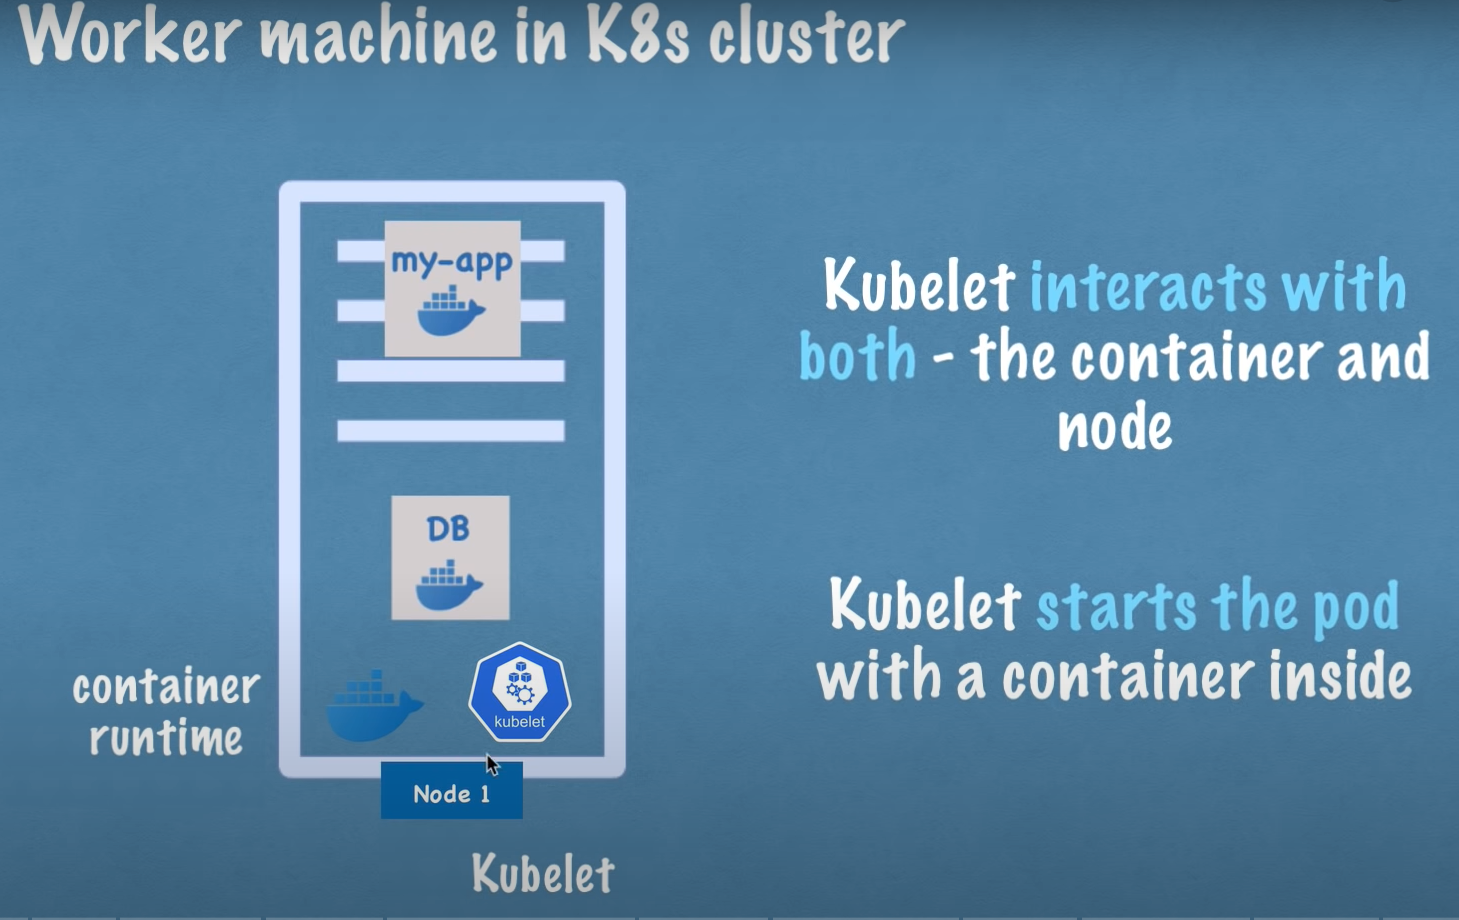 Worker machine in K8s cluster
my-app
Kubelet interacts with
both - the container and
node
DB
Kubelet starts the pod
with a container inside
container
runtime
kubelet
Node 1
Kubelet